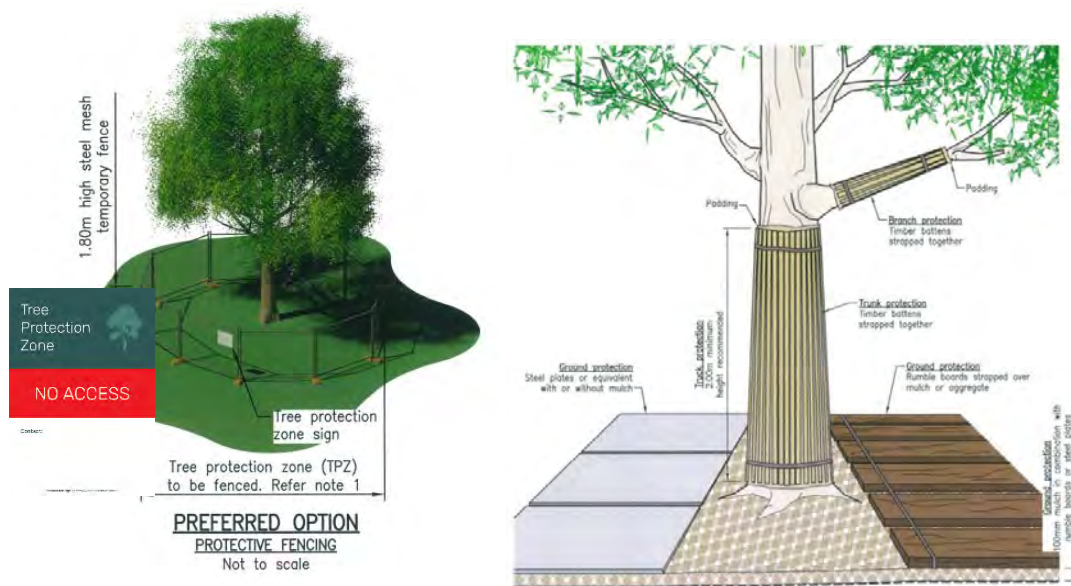 1.80m high steel mesh
temporary fence
Tree
Protection
Zone
NO ACCESS
Contact:
Tree protection
zone sign
Tree protection zone (TPZ)
to be fenced. Refer note 1
PREFERRED OPTION
PROTECTIVE FENCING
Not to scale
Padding
Padding
Branch protection
Timber battens
strapped together
Trunk protection
Timber battens
strapped together
Truck protection
2.00m minimum
height recommended
Ground protection
Steel plates or equivalent
with or without mulch
Ground protection
Rumble boards strapped over
mulch or aggregate
Ground protection
100mm mulch in combination with
rumble boards or steel plates